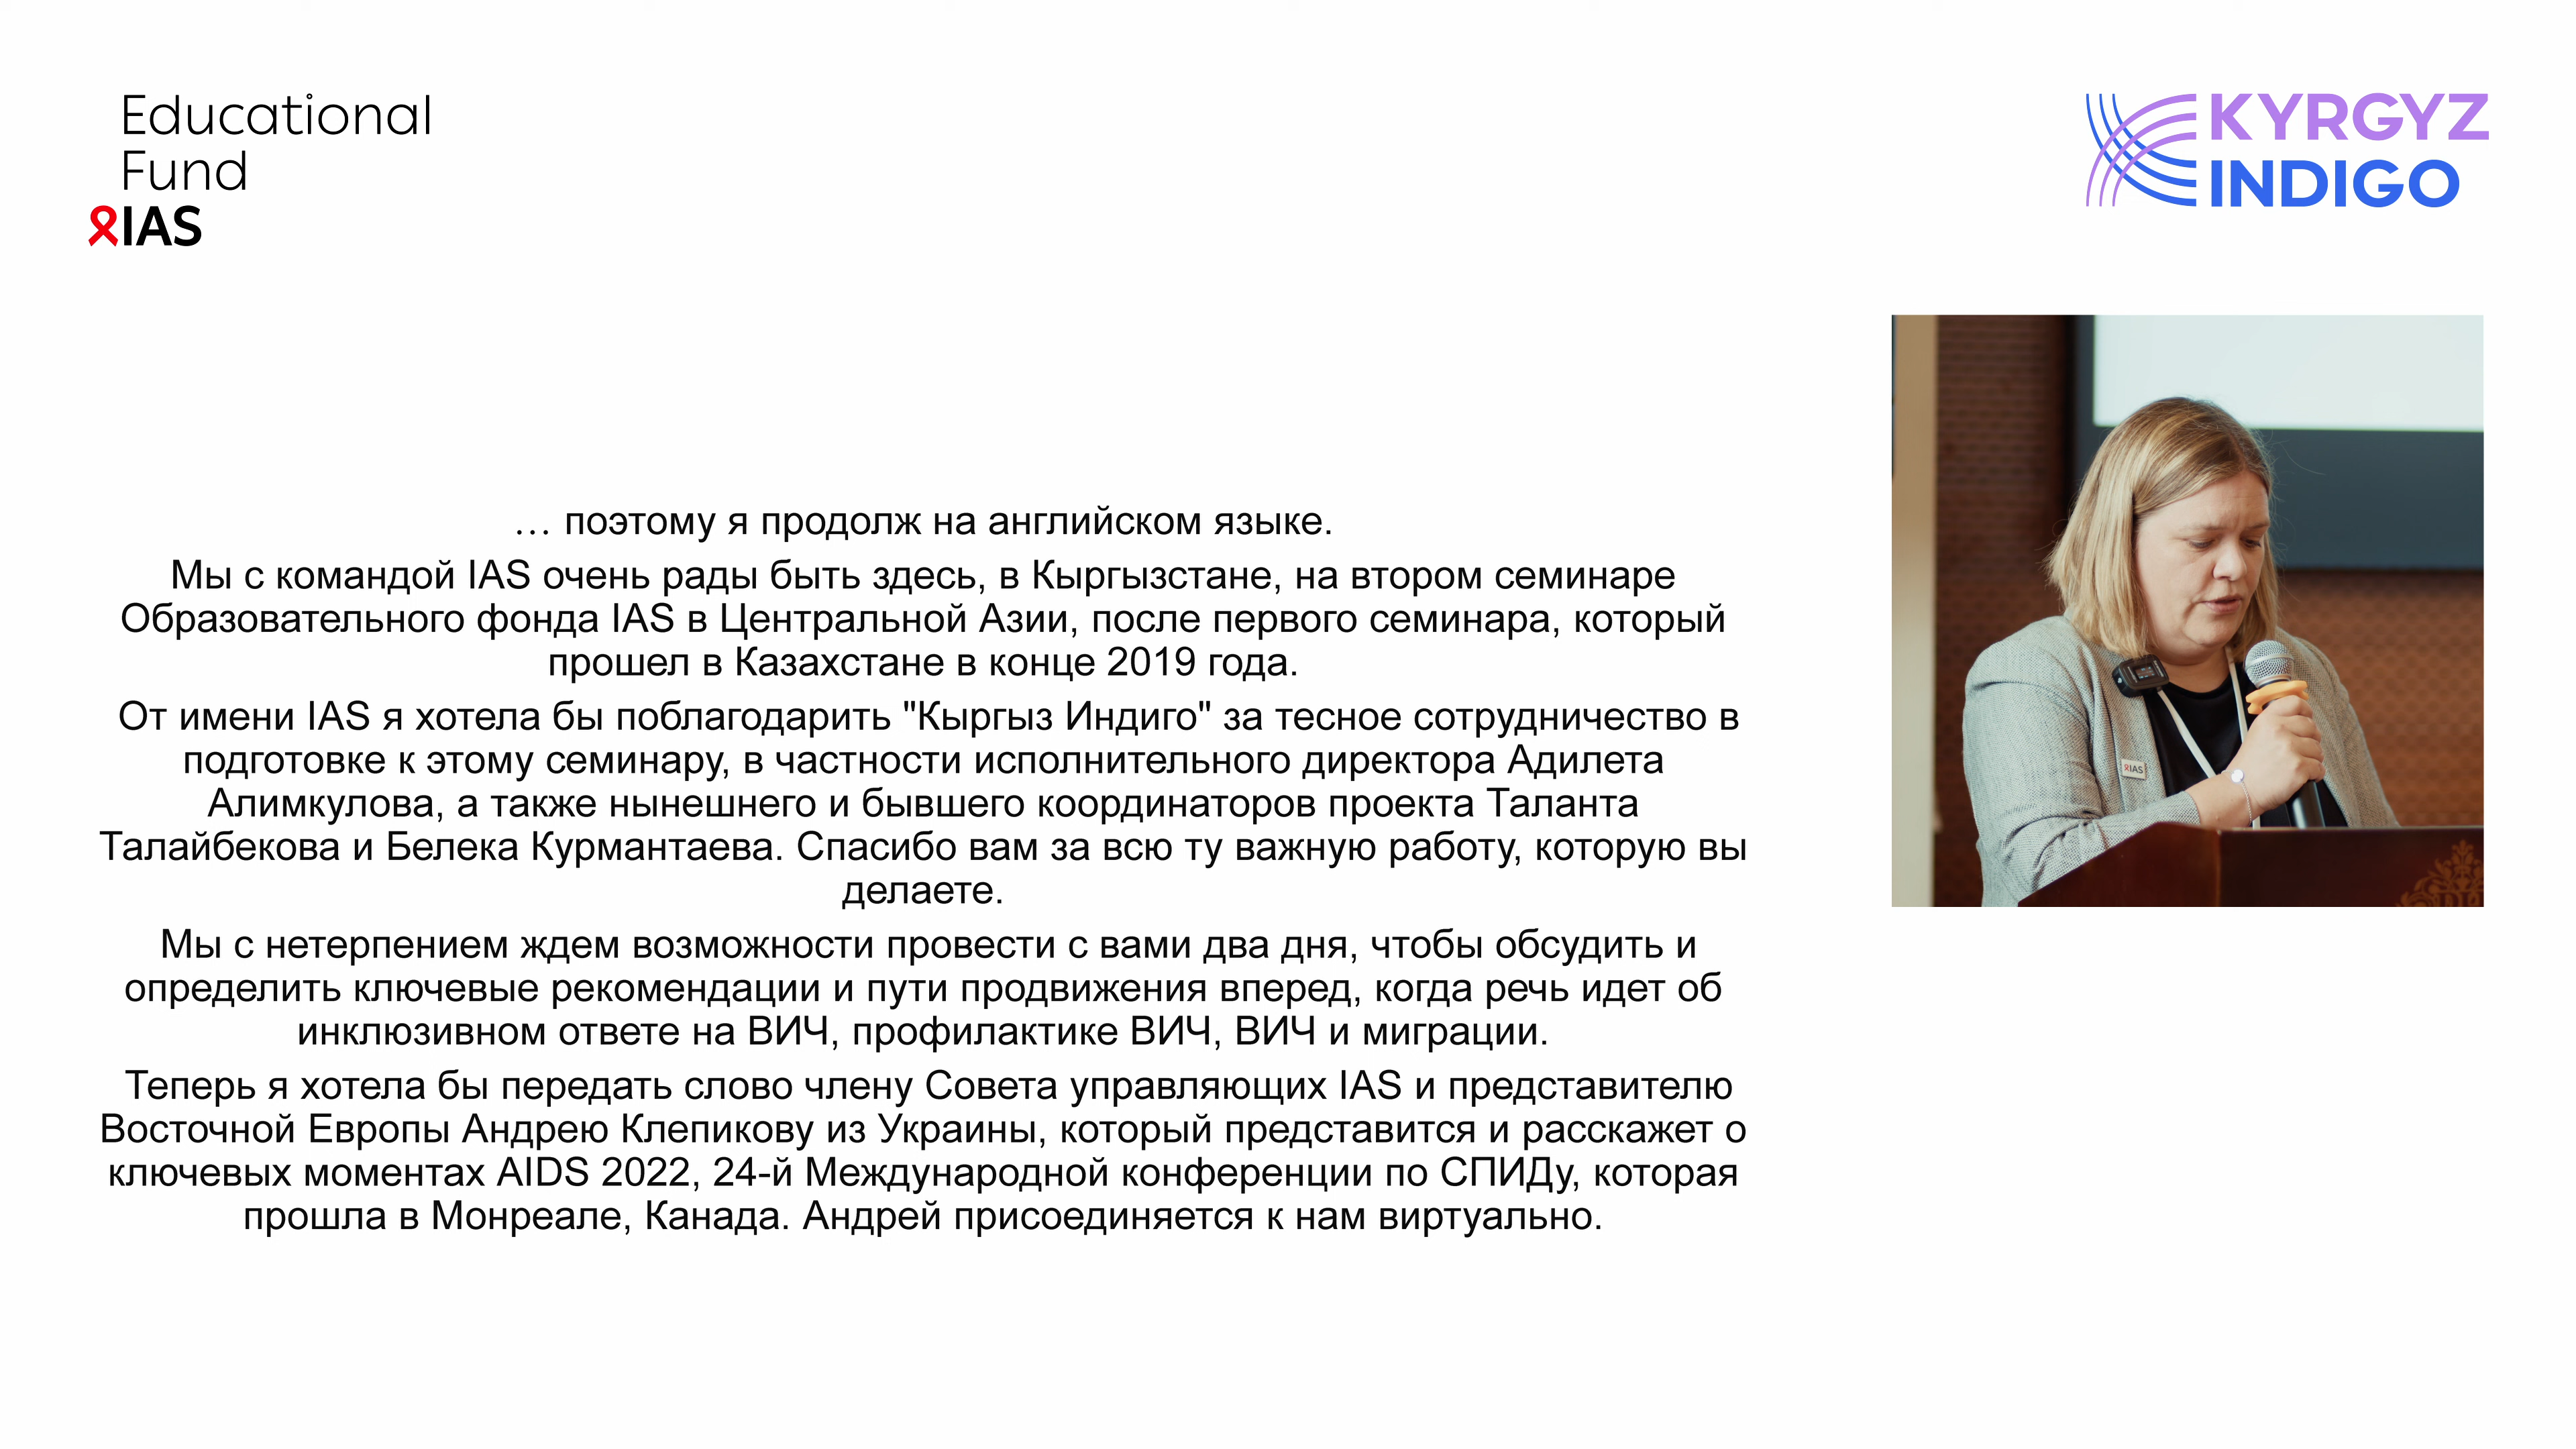 Educational
Fund
IAS
KYRGYZ
INDIGO
… поэтому я продолж на английском языке.
Мы с командой IAS очень рады быть здесь, в Кыргызстане, на втором семинаре
Образовательного фонда IAS в Центральной Азии, после первого семинара, который
прошел в Казахстане в конце 2019 года.
От имени IAS я хотела бы поблагодарить "Кыргыз Индиго" за тесное сотрудничество в
подготовке к этому семинару, в частности исполнительного директора Адилета
Алимкулова, а также нынешнего и бывшего координаторов проекта Таланта
Талайбекова и Белека Курмантаева. Спасибо вам за всю ту важную работу, которую вы
делаете.
Мы с нетерпением ждем возможности провести с вами два дня, чтобы обсудить и
определить ключевые рекомендации и пути продвижения вперед, когда речь идет об
инклюзивном ответе на ВИЧ, профилактике ВИЧ, ВИЧ и миграции.
Теперь я хотела бы передать слово члену Совета управляющих IAS и представителю
Восточной Европы Андрею Клепикову из Украины, который представится и расскажет о
ключевых моментах AIDS 2022, 24-й Международной конференции по СПИДу, которая
прошла в Монреале, Канада. Андрей присоединяется к нам виртуально.
IAS